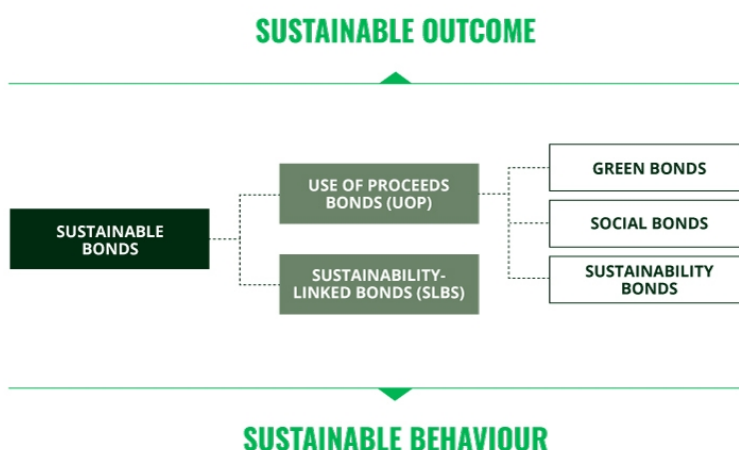 SUSTAINABLE OUTCOME
SUSTAINABLE
BONDS
USE OF PROCEEDS
BONDS (UOP)
SUSTAINABILITY-
LINKED BONDS (SLBS)
GREEN BONDS
SOCIAL BONDS
SUSTAINABILITY
BONDS
SUSTAINABLE BEHAVIOUR